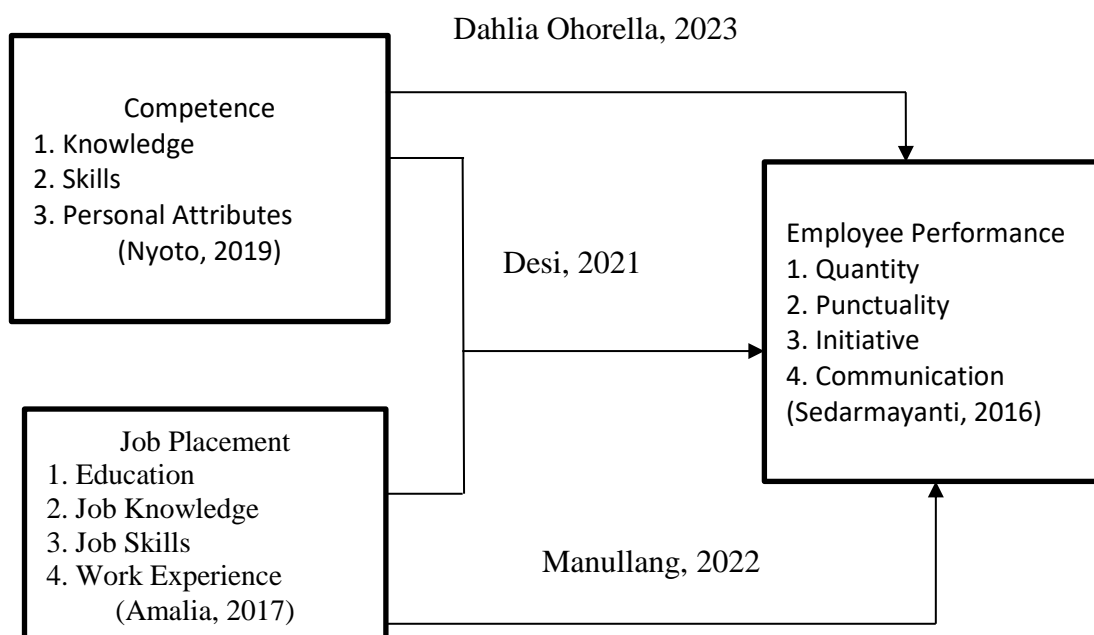 Dahlia Ohorella, 2023
Competence
1. Knowledge
2. Skills
3. Personal Attributes
(Nyoto, 2019)
Desi, 2021
Employee Performance
1. Quantity
2. Punctuality
3. Initiative
4. Communication
(Sedarmayanti, 2016)
Job Placement
1. Education
2. Job Knowledge
3. Job Skills
4. Work Experience
(Amalia, 2017)
Manullang, 2022